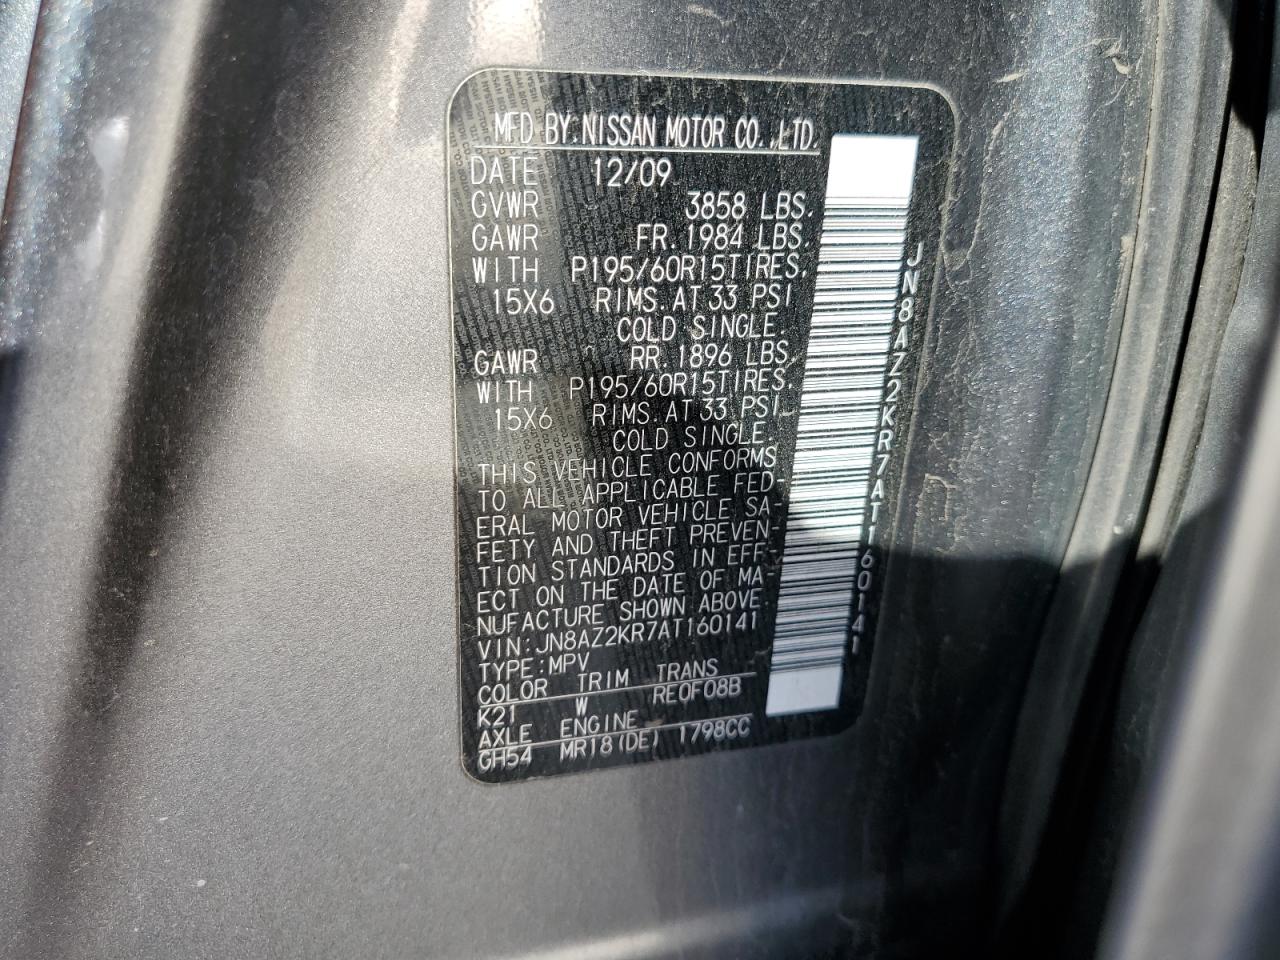 MFD BY:NISSAN MOTOR CO.,LTD.
DATE 12/09
GVWR 3858 LBS.
GAWR FR. 1984 LBS.
WITH P195/60R15TIRES.
15X6 RIMS. AT 33 PSI
COLD SINGLE.
GAWR RR. 1896 LBS.
WITH P195/60R15TIRES.
15X6 RIMS. AT 33 PSI
COLD SINGLE.
THIS VEHICLE CONFORMS
TO ALL APPLICABLE FED-
ERAL MOTOR VEHICLE SA-
FETY AND THEFT PREVEN-
TION STANDARDS IN EFF-
ECT ON THE DATE OF MA-
NUFACTURE SHOWN ABOVE.
VIN:JN8AZ2KR7AT160141
TYPE:MPV
COLOR TRIM TRANS
K21 W RE0F08B
AXLE ENGINE
GH54 MR18(DE) 1798CC
JN8AZ2KR7AT160141